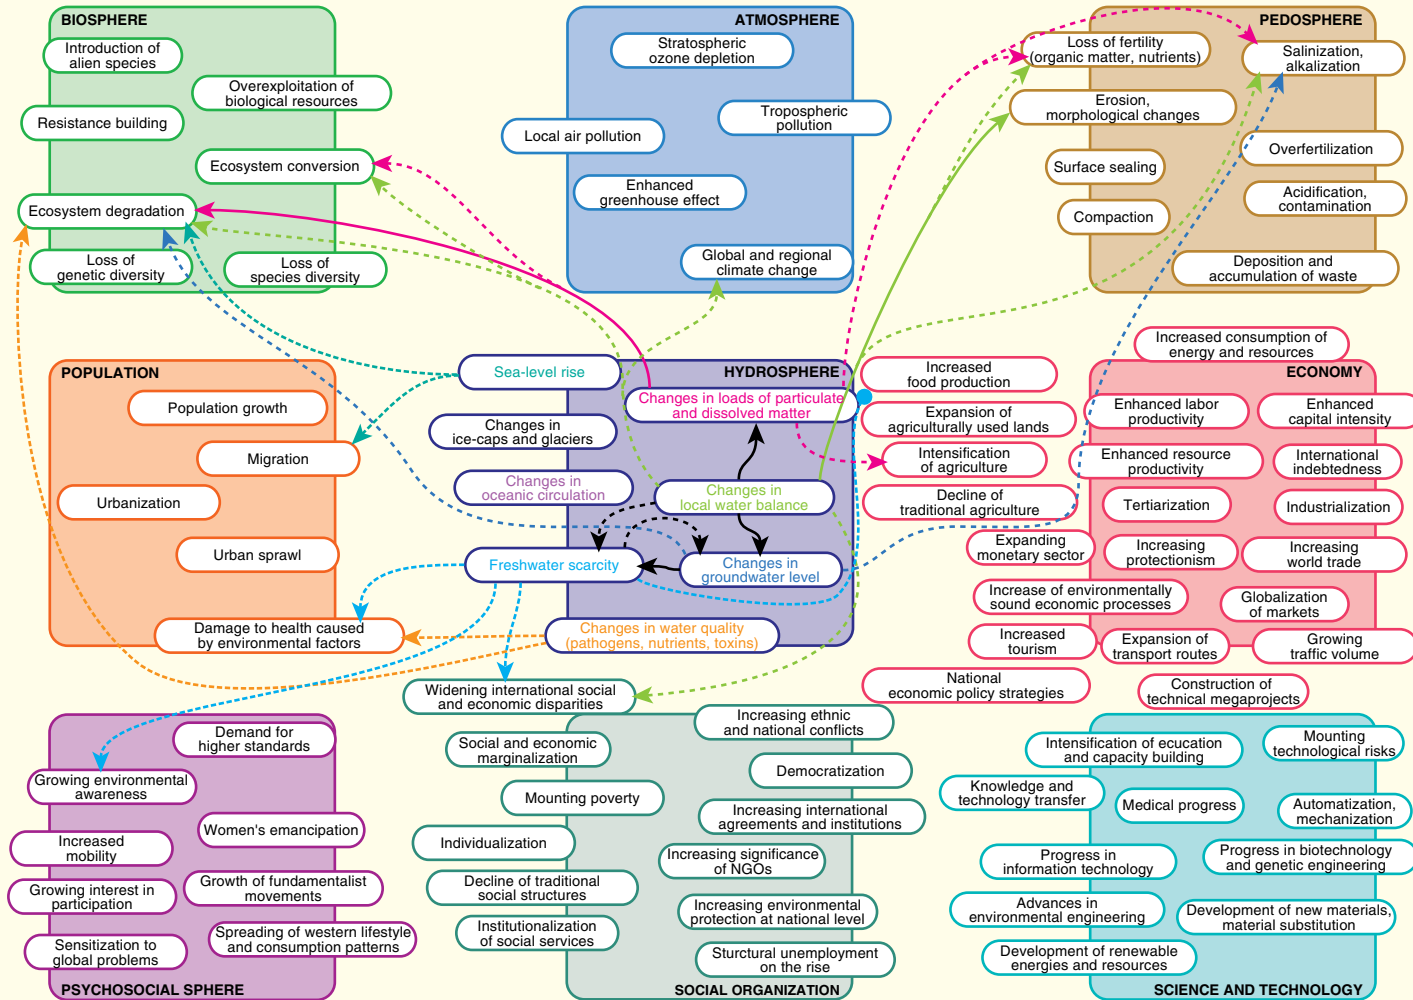 BIOSPHERE
Introduction of
alien species
Overexploitation of
biological resources
Resistance building
Ecosystem conversion
Ecosystem degradation
Loss of
genetic diversity
Loss of
species diversity
ATMOSPHERE
Stratospheric
ozone depletion
Tropospheric
pollution
Local air pollution
Enhanced
greenhouse effect
Global and regional
climate change
PEDOSPHERE
Loss of fertility
(organic matter, nutrients)
Salinization,
alkalization
Erosion,
morphological changes
Overfertilization
Surface sealing
Acidification,
contamination
Compaction
Deposition and
accumulation of waste
POPULATION
Population growth
Migration
Urbanization
Urban sprawl
Damage to health caused
by environmental factors
HYDROSPHERE
Sea-level rise
Changes in loads of particulate
and dissolved matter
Changes in
ice-caps and glaciers
Changes in
oceanic circulation
Changes in
local water balance
Freshwater scarcity
Changes in
groundwater level
Changes in water quality
(pathogens, nutrients, toxins)
ECONOMY
Increased consumption of
energy and resources
Increased
food production
Expansion of
agriculturally used lands
Enhanced labor
productivity
Enhanced
capital intensity
Intensification
of agriculture
Enhanced resource
productivity
International
indebtedness
Decline of
traditional agriculture
Tertiarization
Industrialization
Expanding
monetary sector
Increasing
protectionism
Increasing
world trade
Increase of environmentally
sound economic processes
Globalization
of markets
Increased
tourism
Expansion of
transport routes
Growing
traffic volume
National
economic policy strategies
Construction of
technical megaprojects
PSYCHOSOCIAL SPHERE
Demand for
higher standards
Growing environmental
awareness
Women's emancipation
Increased
mobility
Growing interest in
participation
Growth of fundamentalist
movements
Sensitization to
global problems
Spreading of western lifestyle
and consumption patterns
SOCIAL ORGANIZATION
Widening international social
and economic disparities
Increasing ethnic
and national conflicts
Social and economic
marginalization
Democratization
Mounting poverty
Increasing international
agreements and institutions
Individualization
Increasing significance
of NGOs
Decline of traditional
social structures
Increasing environmental
protection at national level
Institutionalization
of social services
Sturctural unemployment
on the rise
SCIENCE AND TECHNOLOGY
Intensification of ecucation
and capacity building
Mounting
technological risks
Knowledge and
technology transfer
Medical progress
Automatization,
mechanization
Progress in
information technology
Progress in biotechnology
and genetic engineering
Advances in
environmental engineering
Development of new materials,
material substitution
Development of renewable
energies and resources